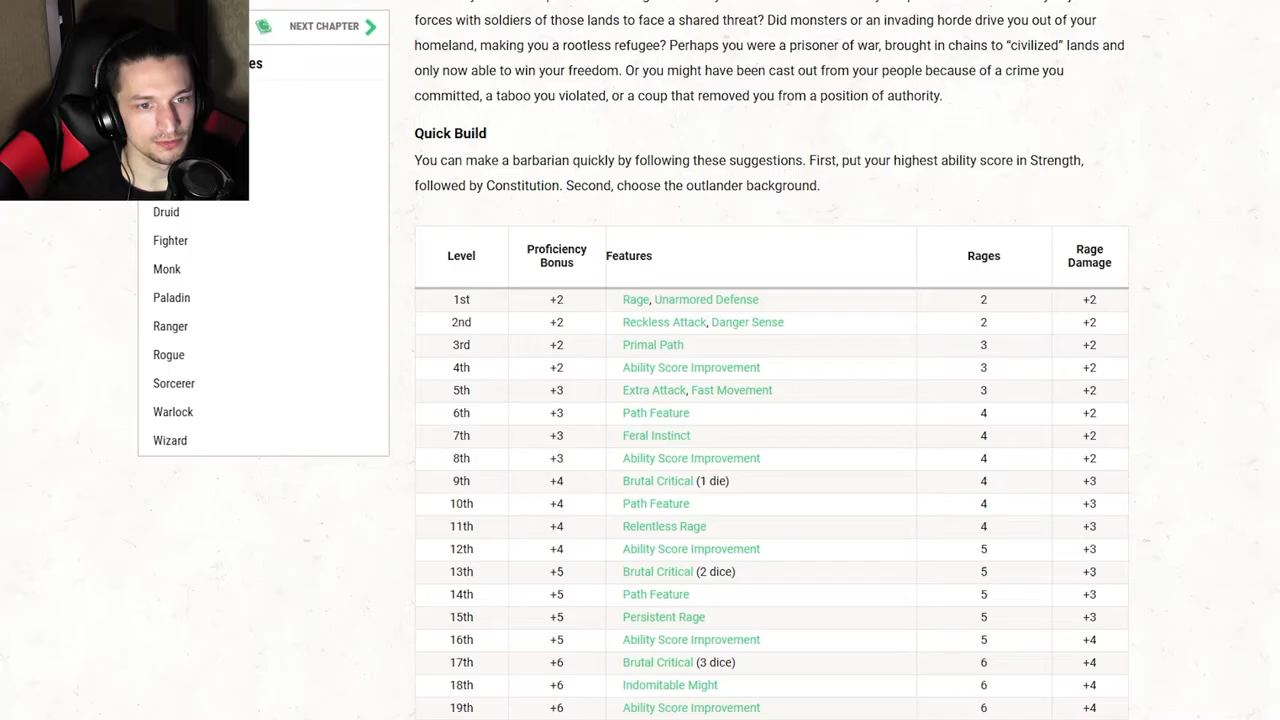 NEXT CHAPTER
es
Druid
Fighter
Monk
Paladin
Ranger
Rogue
Sorcerer
Warlock
Wizard
forces with soldiers of those lands to face a shared threat? Did monsters or an invading horde drive you out of your
homeland, making you a rootless refugee? Perhaps you were a prisoner of war, brought in chains to “civilized” lands and
only now able to win your freedom. Or you might have been cast out from your people because of a crime you
committed, a taboo you violated, or a coup that removed you from a position of authority.
Quick Build
You can make a barbarian quickly by following these suggestions. First, put your highest ability score in Strength,
followed by Constitution. Second, choose the outlander background.
Level Proficiency Bonus Features Rages Rage Damage
1st +2 Rage, Unarmored Defense 2 +2
2nd +2 Reckless Attack, Danger Sense 2 +2
3rd +2 Primal Path 3 +2
4th +2 Ability Score Improvement 3 +2
5th +3 Extra Attack, Fast Movement 3 +2
6th +3 Path Feature 4 +2
7th +3 Feral Instinct 4 +2
8th +3 Ability Score Improvement 4 +2
9th +4 Brutal Critical (1 die) 4 +3
10th +4 Path Feature 4 +3
11th +4 Relentless Rage 4 +3
12th +4 Ability Score Improvement 5 +3
13th +5 Brutal Critical (2 dice) 5 +3
14th +5 Path Feature 5 +3
15th +5 Persistent Rage 5 +3
16th +5 Ability Score Improvement 5 +4
17th +6 Brutal Critical (3 dice) 6 +4
18th +6 Indomitable Might 6 +4
19th +6 Ability Score Improvement 6 +4